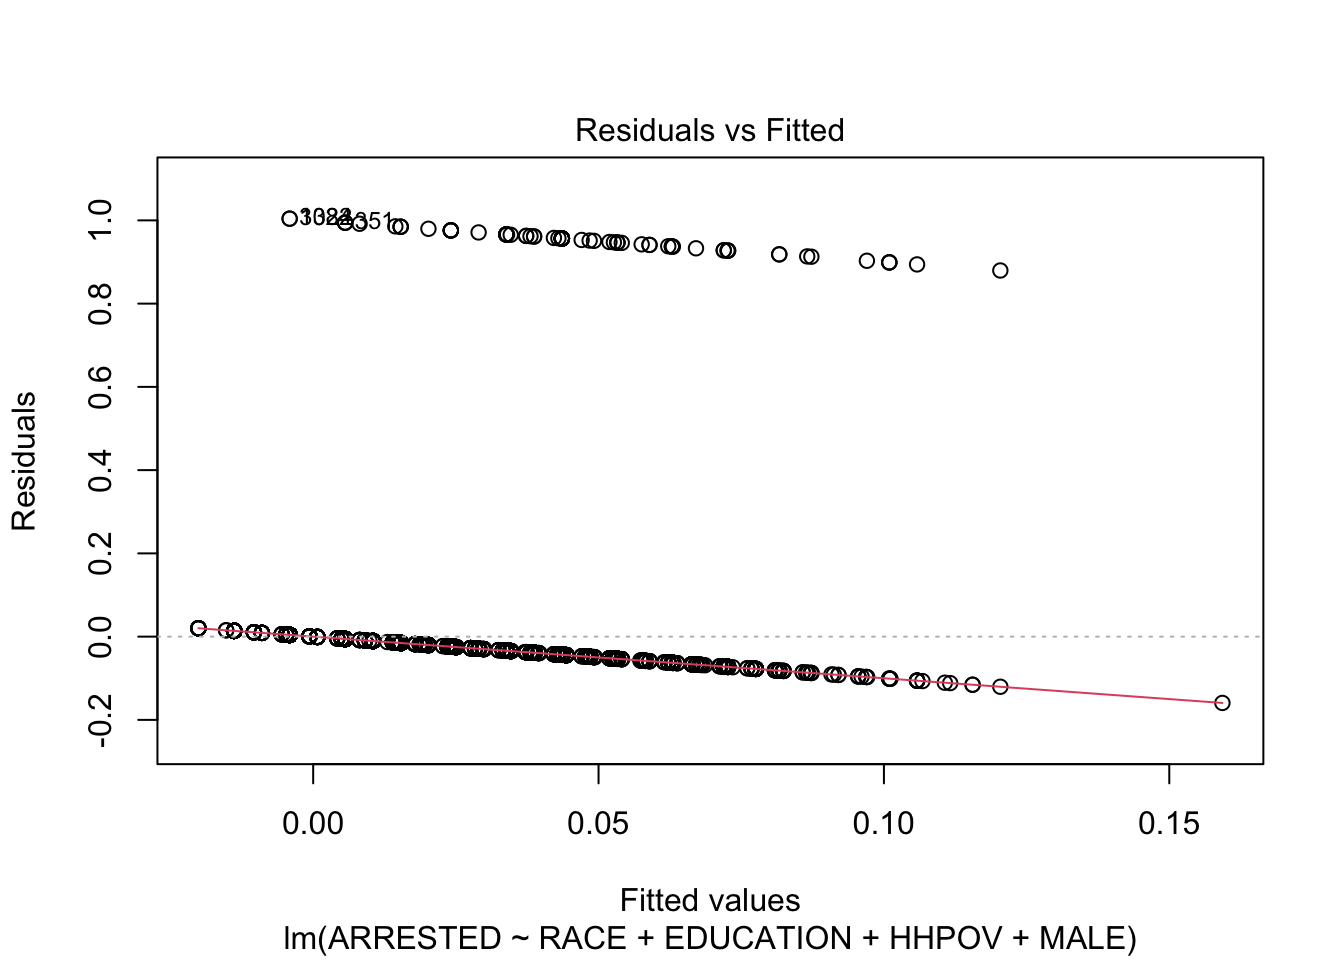 Residuals vs Fitted
Residuals
1.0
0.8
0.6
0.4
0.2
0.0
-0.2
351
0.00 0.05 0.10 0.15
Fitted values
lm(ARRESTED ~ RACE + EDUCATION + HHPOV + MALE)